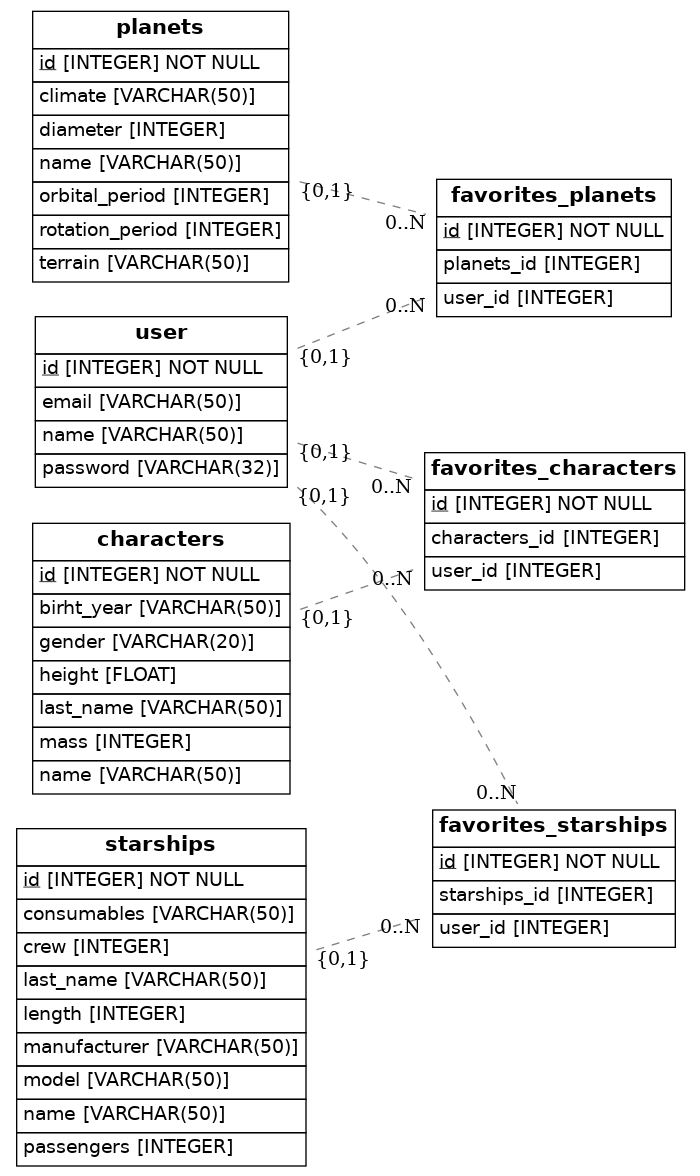 planets
id [INTEGER] NOT NULL
climate [VARCHAR(50)]
diameter [INTEGER]
name [VARCHAR(50)]
orbital_period [INTEGER]
rotation_period [INTEGER]
terrain [VARCHAR(50)]
{0,1}
0..N
favorites_planets
id [INTEGER] NOT NULL
planets_id [INTEGER]
user_id [INTEGER]
0..N
{0,1}
user
id [INTEGER] NOT NULL
email [VARCHAR(50)]
name [VARCHAR(50)]
password [VARCHAR(32)]
{0,1}
0..N
{0,1}
favorites_characters
id [INTEGER] NOT NULL
characters_id [INTEGER]
user_id [INTEGER]
0..N
{0,1}
characters
id [INTEGER] NOT NULL
birht_year [VARCHAR(50)]
gender [VARCHAR(20)]
height [FLOAT]
last_name [VARCHAR(50)]
mass [INTEGER]
name [VARCHAR(50)]
0..N
favorites_starships
id [INTEGER] NOT NULL
starships_id [INTEGER]
user_id [INTEGER]
0..N
{0,1}
starships
id [INTEGER] NOT NULL
consumables [VARCHAR(50)]
crew [INTEGER]
last_name [VARCHAR(50)]
length [INTEGER]
manufacturer [VARCHAR(50)]
model [VARCHAR(50)]
name [VARCHAR(50)]
passengers [INTEGER]